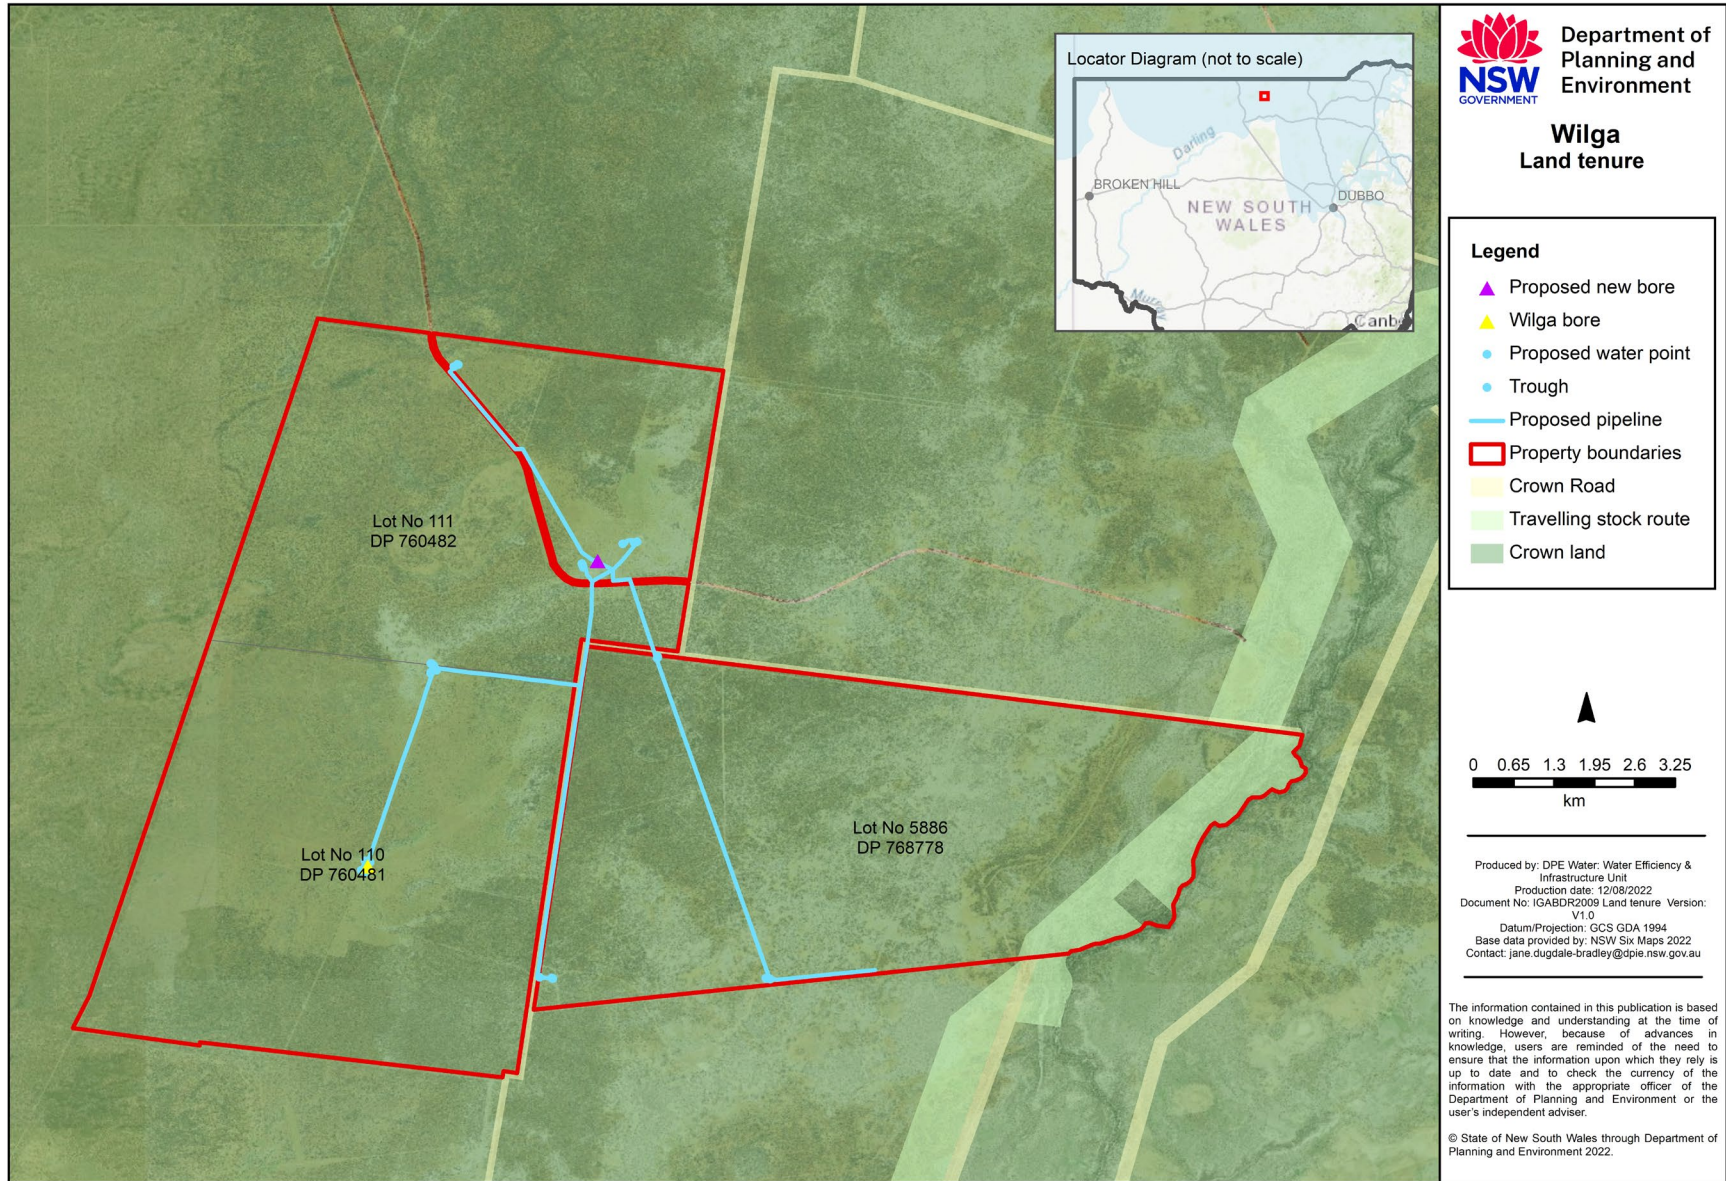 Locator Diagram (not to scale)
Darling
BROKEN HILL
DUBBO
NEW SOUTH
WALES
Murray
Canb
Lot No 111
DP 760482
Lot No 110
DP 760481
Lot No 5886
DP 768778
NSW
GOVERNMENT
Department of
Planning and
Environment
Wilga
Land tenure
Legend
Proposed new bore
Wilga bore
Proposed water point
Trough
Proposed pipeline
Property boundaries
Crown Road
Travelling stock route
Crown land
0 0.65 1.3 1.95 2.6 3.25
km
Produced by: DPE Water: Water Efficiency &
Infrastructure Unit
Production date: 12/08/2022
Document No: IGABDR2009 Land tenure Version:
V1.0
Datum/Projection: GCS GDA 1994
Base data provided by: NSW Six Maps 2022
Contact: jane.dugdale-bradley@dpie.nsw.gov.au
The information contained in this publication is based
on knowledge and understanding at the time of
writing. However, because of advances in
knowledge, users are reminded of the need to
ensure that the information upon which they rely is
up to date and to check the currency of the
information with the appropriate officer of the
Department of Planning and Environment or the
user's independent adviser.
© State of New South Wales through Department of
Planning and Environment 2022.